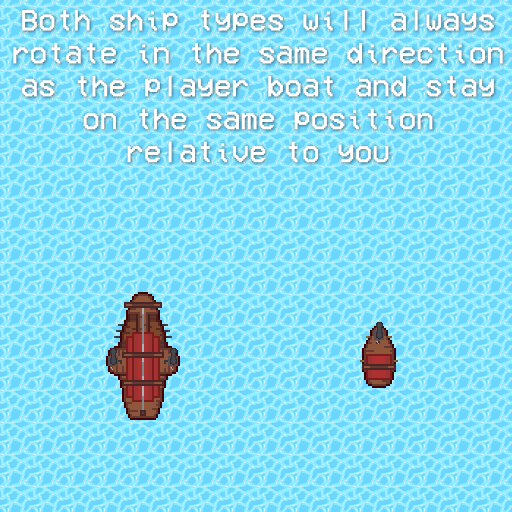 Both ship types will always
rotate in the same direction
as the player boat and stay
on the same position
relative to you